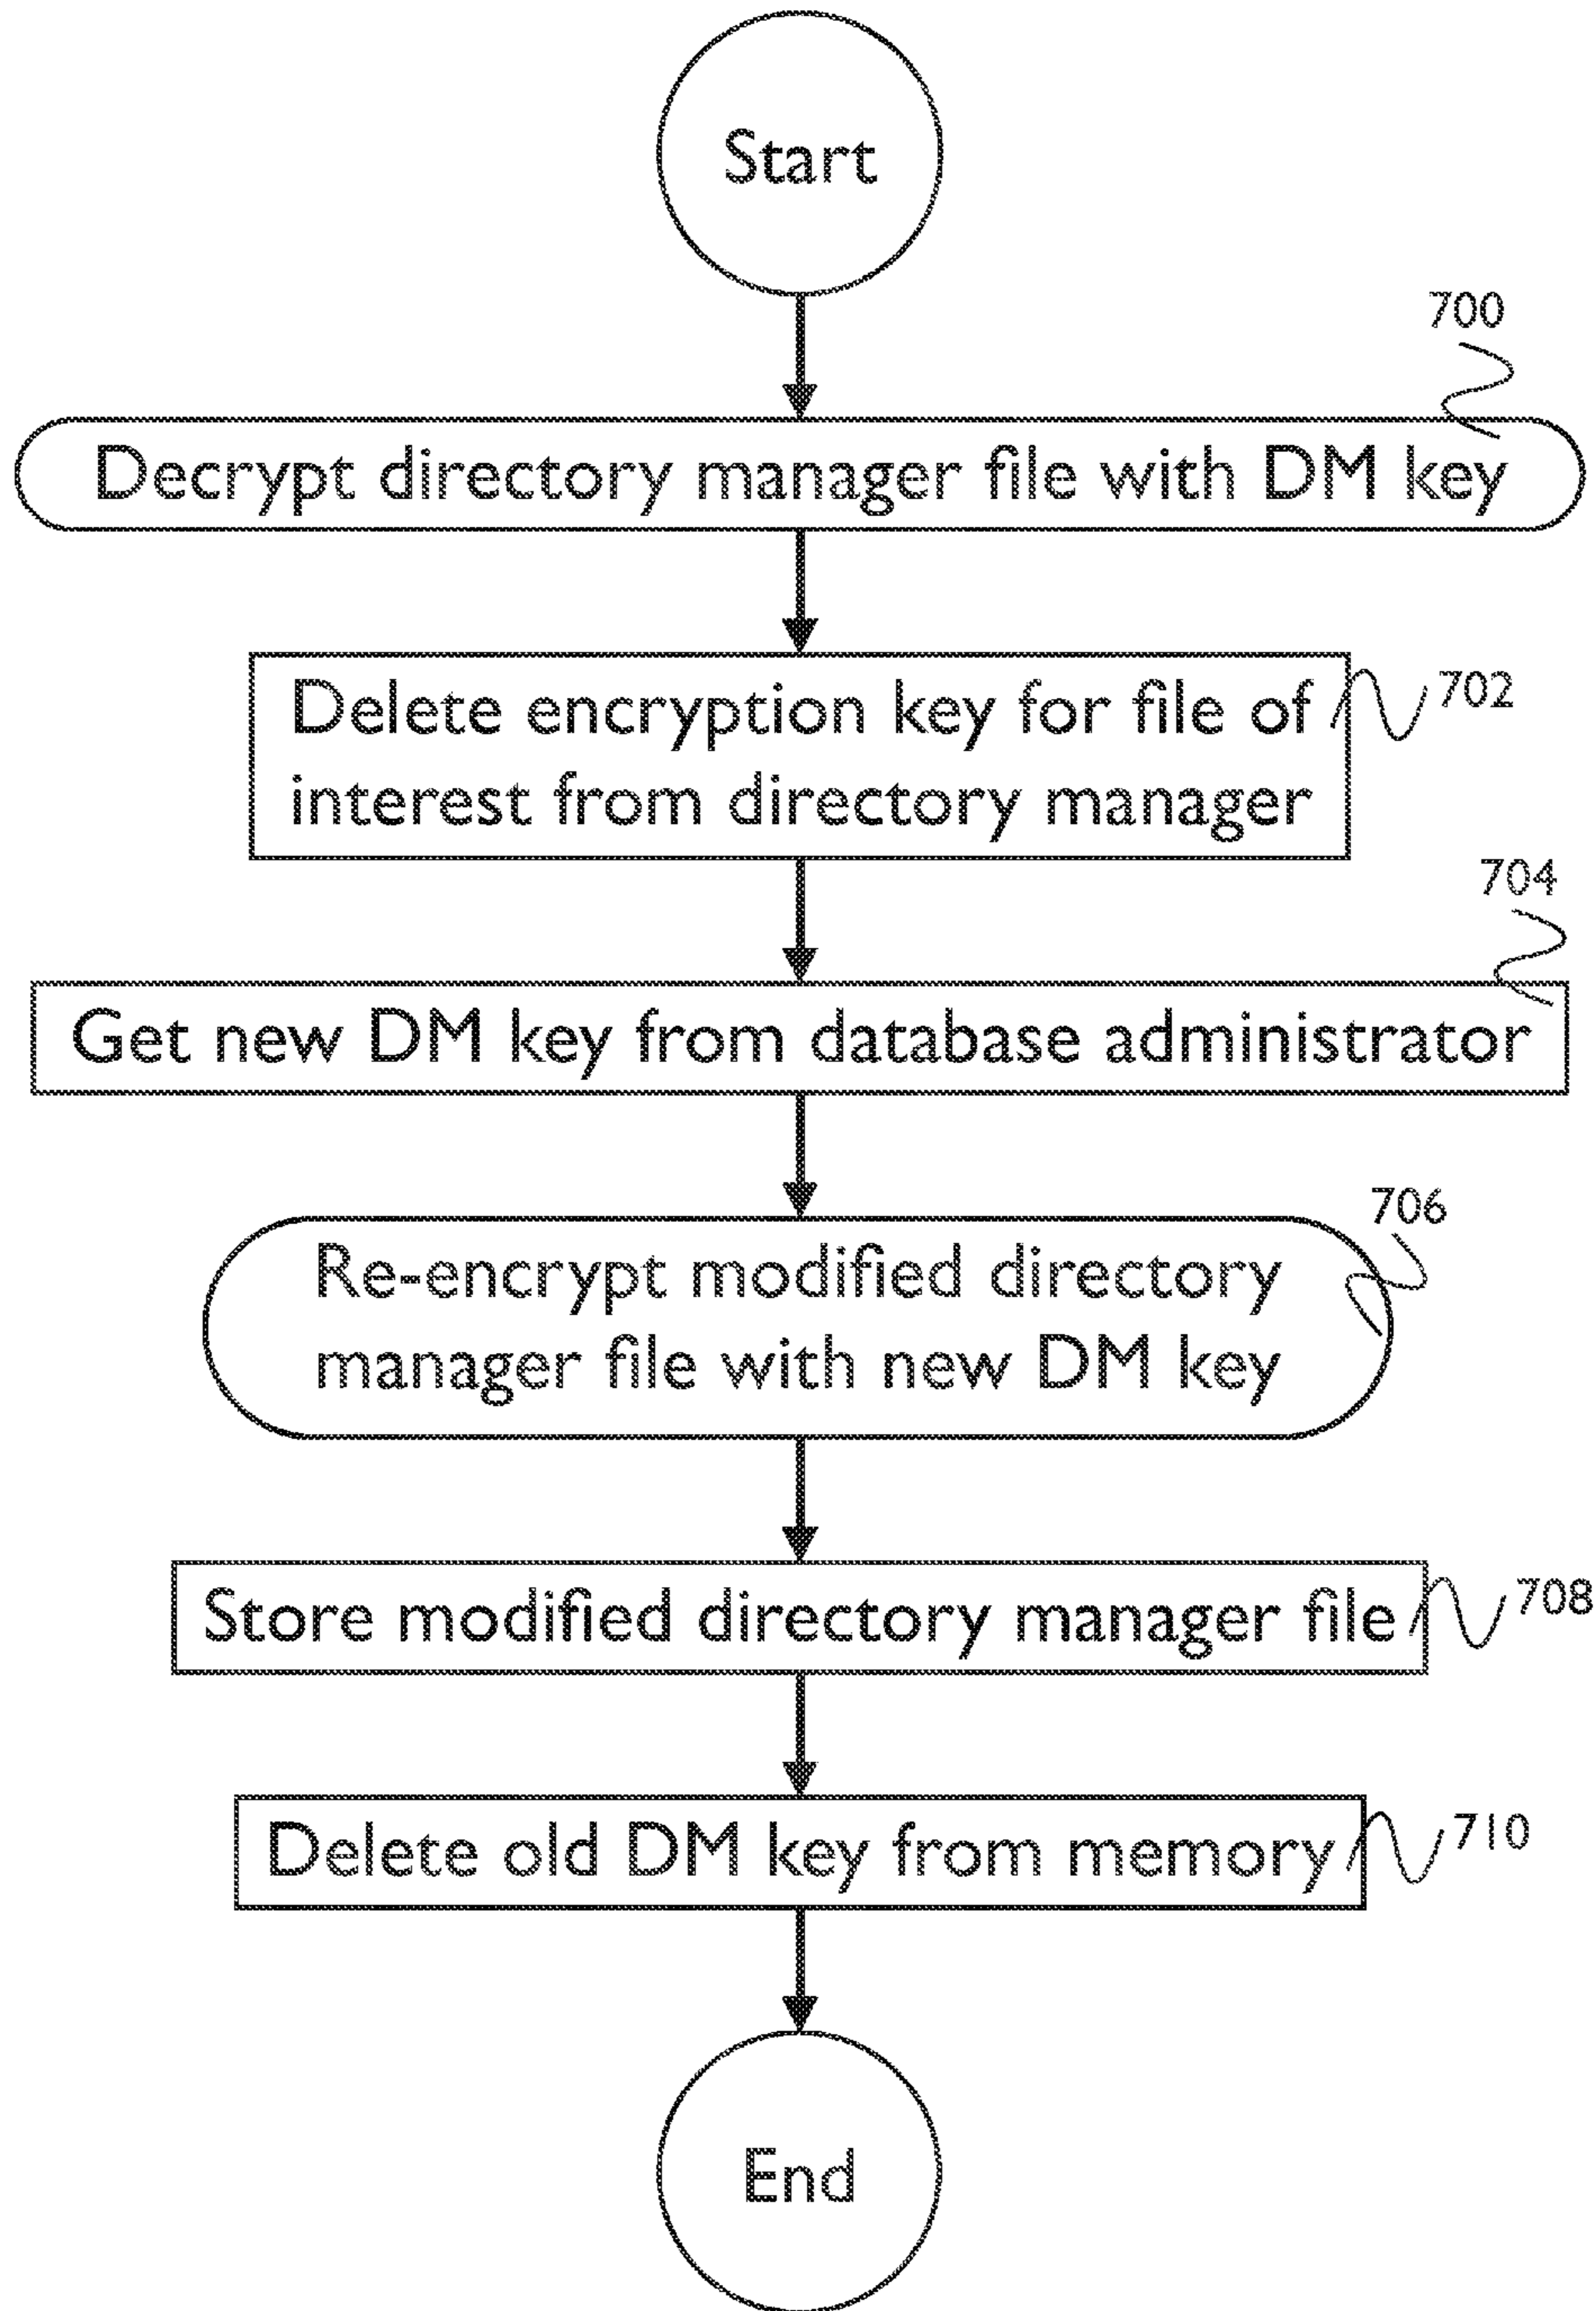 Start
700
Decrypt directory manager file with DM key
Delete encryption key for file of
interest from directory manager
702
704
Get new DM key from database administrator
706
Re-encrypt modified directory
manager file with new DM key
Store modified directory manager file
708
Delete old DM key from memory
710
End